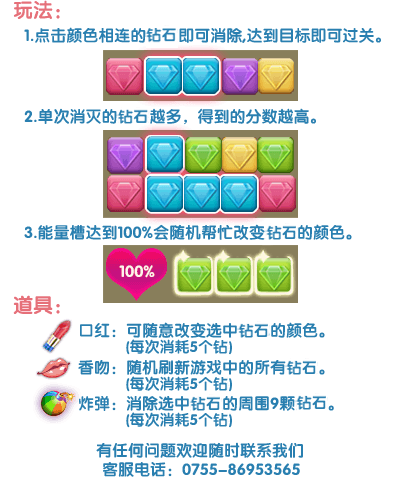 玩法：
1.点击颜色相连的钻石即可消除,达到目标即可过关。
2.单次消灭的钻石越多，得到的分数越高。
3.能量槽达到100%会随机帮忙改变钻石的颜色。
100%
道具：
口红：可随意改变选中钻石的颜色。
(每次消耗5个钻)
香吻：随机刷新游戏中的所有钻石。
(每次消耗5个钻)
炸弹：消除选中钻石的周围9颗钻石。
(每次消耗5个钻)
有任何问题欢迎随时联系我们
客服电话：0755-86953565